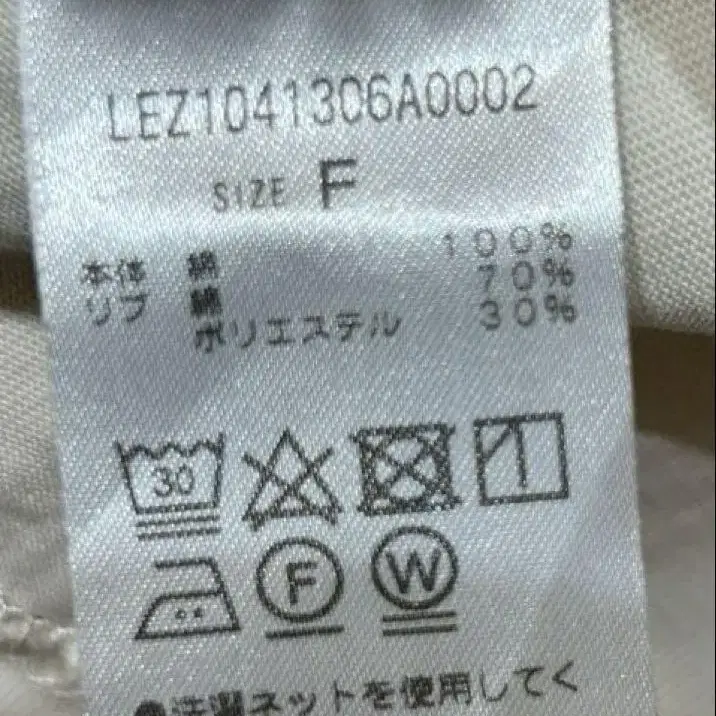 LEZ1041306A0002
SIZE F
本体 綿 100%
リブ 綿 70%
ポリエステル 30%
30
F W
●洗濯ネットを使用してく